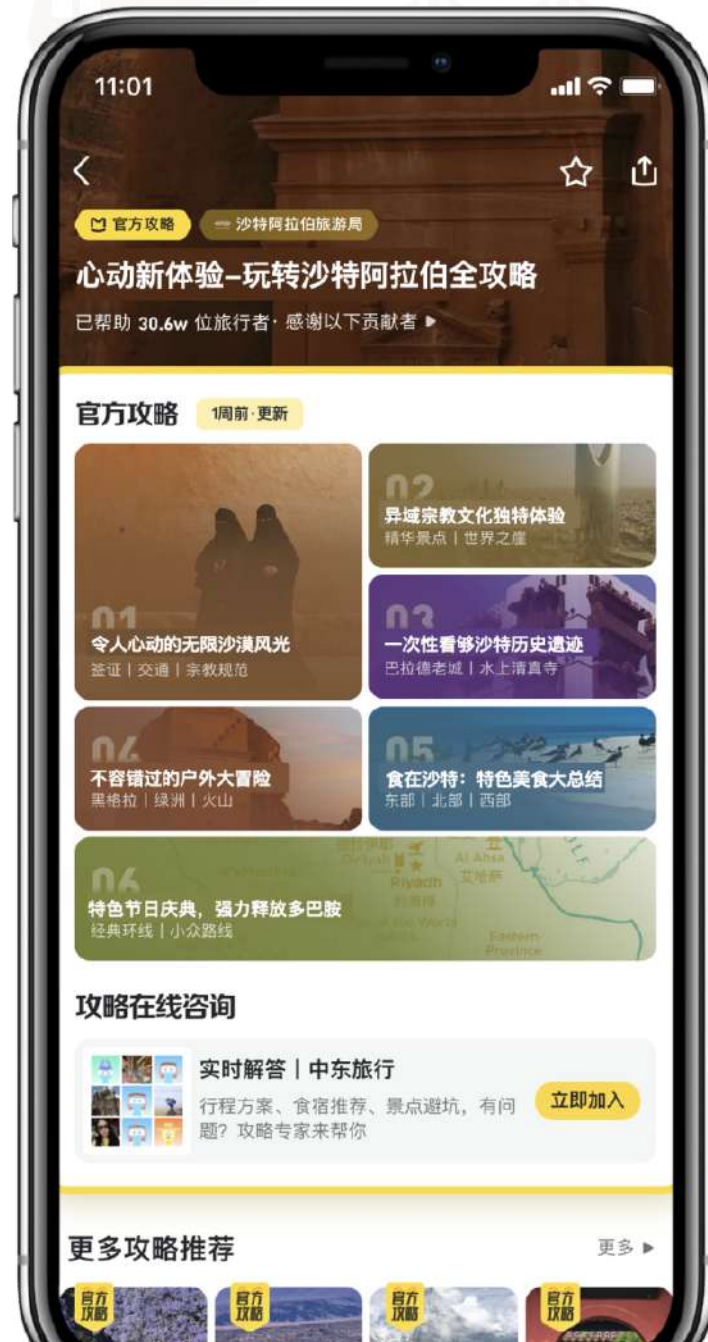 11:01
官方攻略
沙特阿拉伯旅游局
心动新体验–玩转沙特阿拉伯全攻略
已帮助 30.6w 位旅行者· 感谢以下贡献者
官方攻略
1周前·更新
01
令人心动的无限沙漠风光
签证 | 交通 | 宗教规范
02
异域宗教文化独特体验
精华景点 | 世界之崖
03
一次性看够沙特历史遗迹
巴拉德老城 | 水上清真寺
04
不容错过的户外大冒险
黑格拉 | 绿洲 | 火山
05
食在沙特：特色美食大总结
东部 | 北部 | 西部
06
特色节日庆典，强力释放多巴胺
经典环线 | 小众路线
Diriyah
Al Ahsa
艾哈萨
Riyadh
GULF
Eastern
Province
攻略在线咨询
实时解答 | 中东旅行
行程方案、食宿推荐、景点避坑，有问
题？攻略专家来帮你
立即加入
更多攻略推荐
更多
官方
攻略
官方
攻略
官方
攻略
官方
攻略